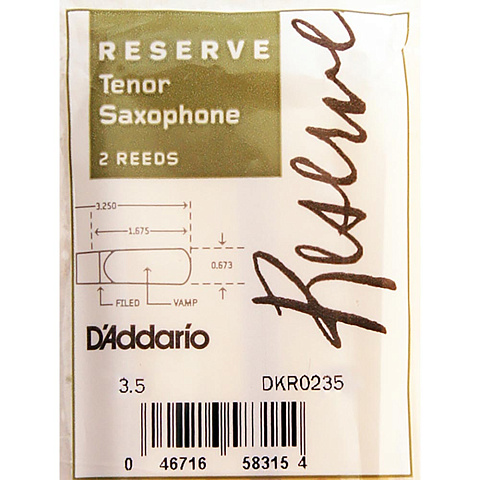 RESERVE
Tenor
Saxophone
2 REEDS
Reserve
3.250
1.675
0.673
FILED VAMP
D'Addario
3.5 DKR0235
0 46716 58315 4